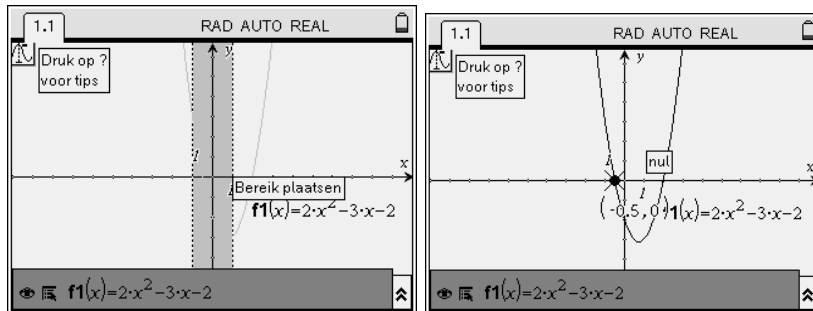 1.1 RAD AUTO REAL
Druk op ?
voor tips
y
1
x
1
Bereik plaatsen
f1(x)=2·x²−3·x−2
f1(x)=2·x²−3·x−2
1.1 RAD AUTO REAL
Druk op ?
voor tips
y
1
nul
x
1
(-0.5,0) 1(x)=2·x²−3·x−2
f1(x)=2·x²−3·x−2